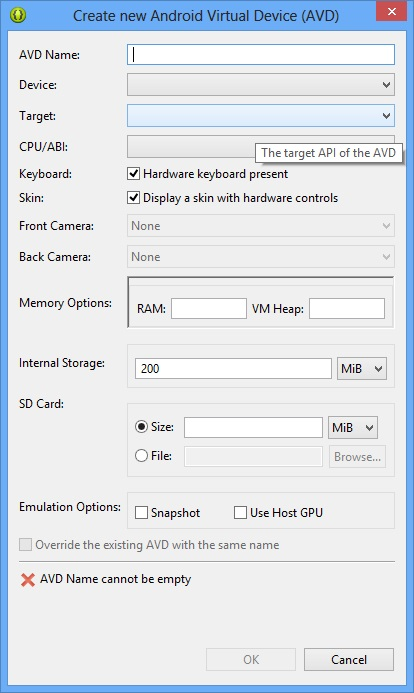 Create new Android Virtual Device (AVD)
AVD Name:
Device:
Target:
CPU/ABI:
The target API of the AVD
Keyboard: Hardware keyboard present
Skin: Display a skin with hardware controls
Front Camera: None
Back Camera: None
Memory Options: RAM: VM Heap:
Internal Storage: 200 MiB
SD Card:
Size: MiB
File: Browse...
Emulation Options: Snapshot Use Host GPU
Override the existing AVD with the same name
AVD Name cannot be empty
OK Cancel